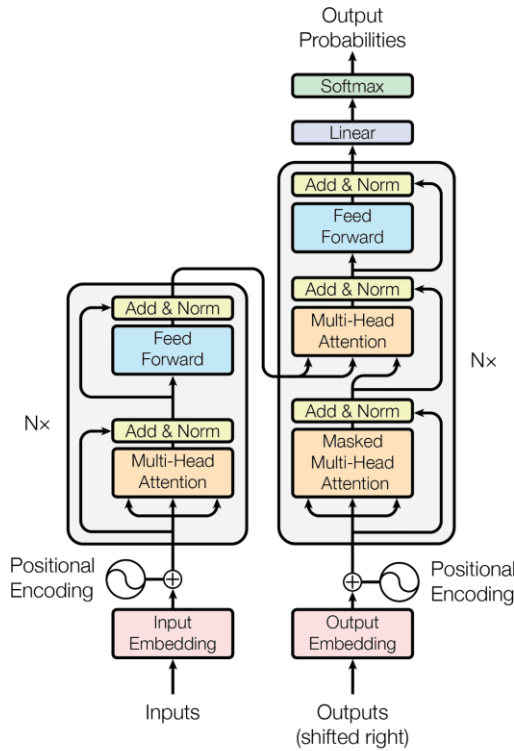 Output
Probabilities
Softmax
Linear
Add & Norm
Feed
Forward
Add & Norm
Multi-Head
Attention
Add & Norm
Masked
Multi-Head
Attention
N×
Positional
Encoding
Output
Embedding
Outputs
(shifted right)
Add & Norm
Feed
Forward
Add & Norm
Multi-Head
Attention
N×
Positional
Encoding
Input
Embedding
Inputs